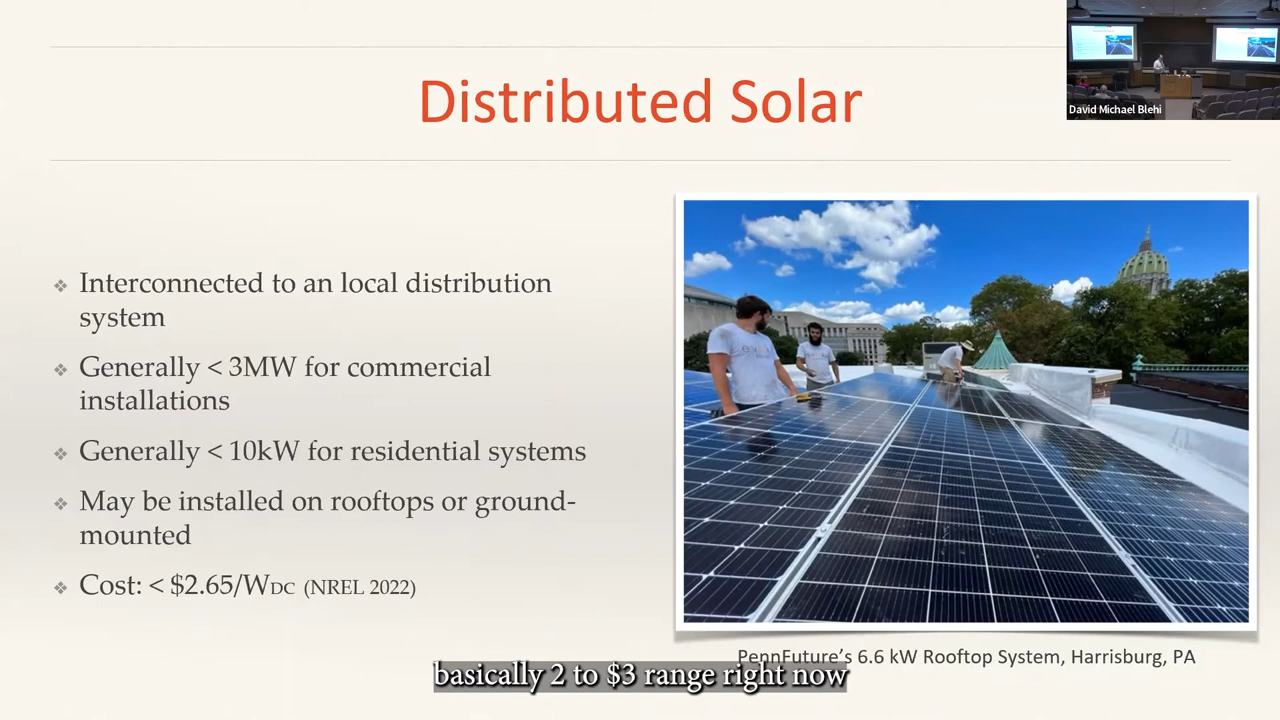 Distributed Solar
David Michael Blehi
Interconnected to an local distribution
system
Generally < 3MW for commercial
installations
Generally < 10kW for residential systems
May be installed on rooftops or ground-
mounted
Cost: < $2.65/WDC (NREL 2022)
PennFuture's 6.6 kW Rooftop System, Harrisburg, PA
basically 2 to $3 range right now